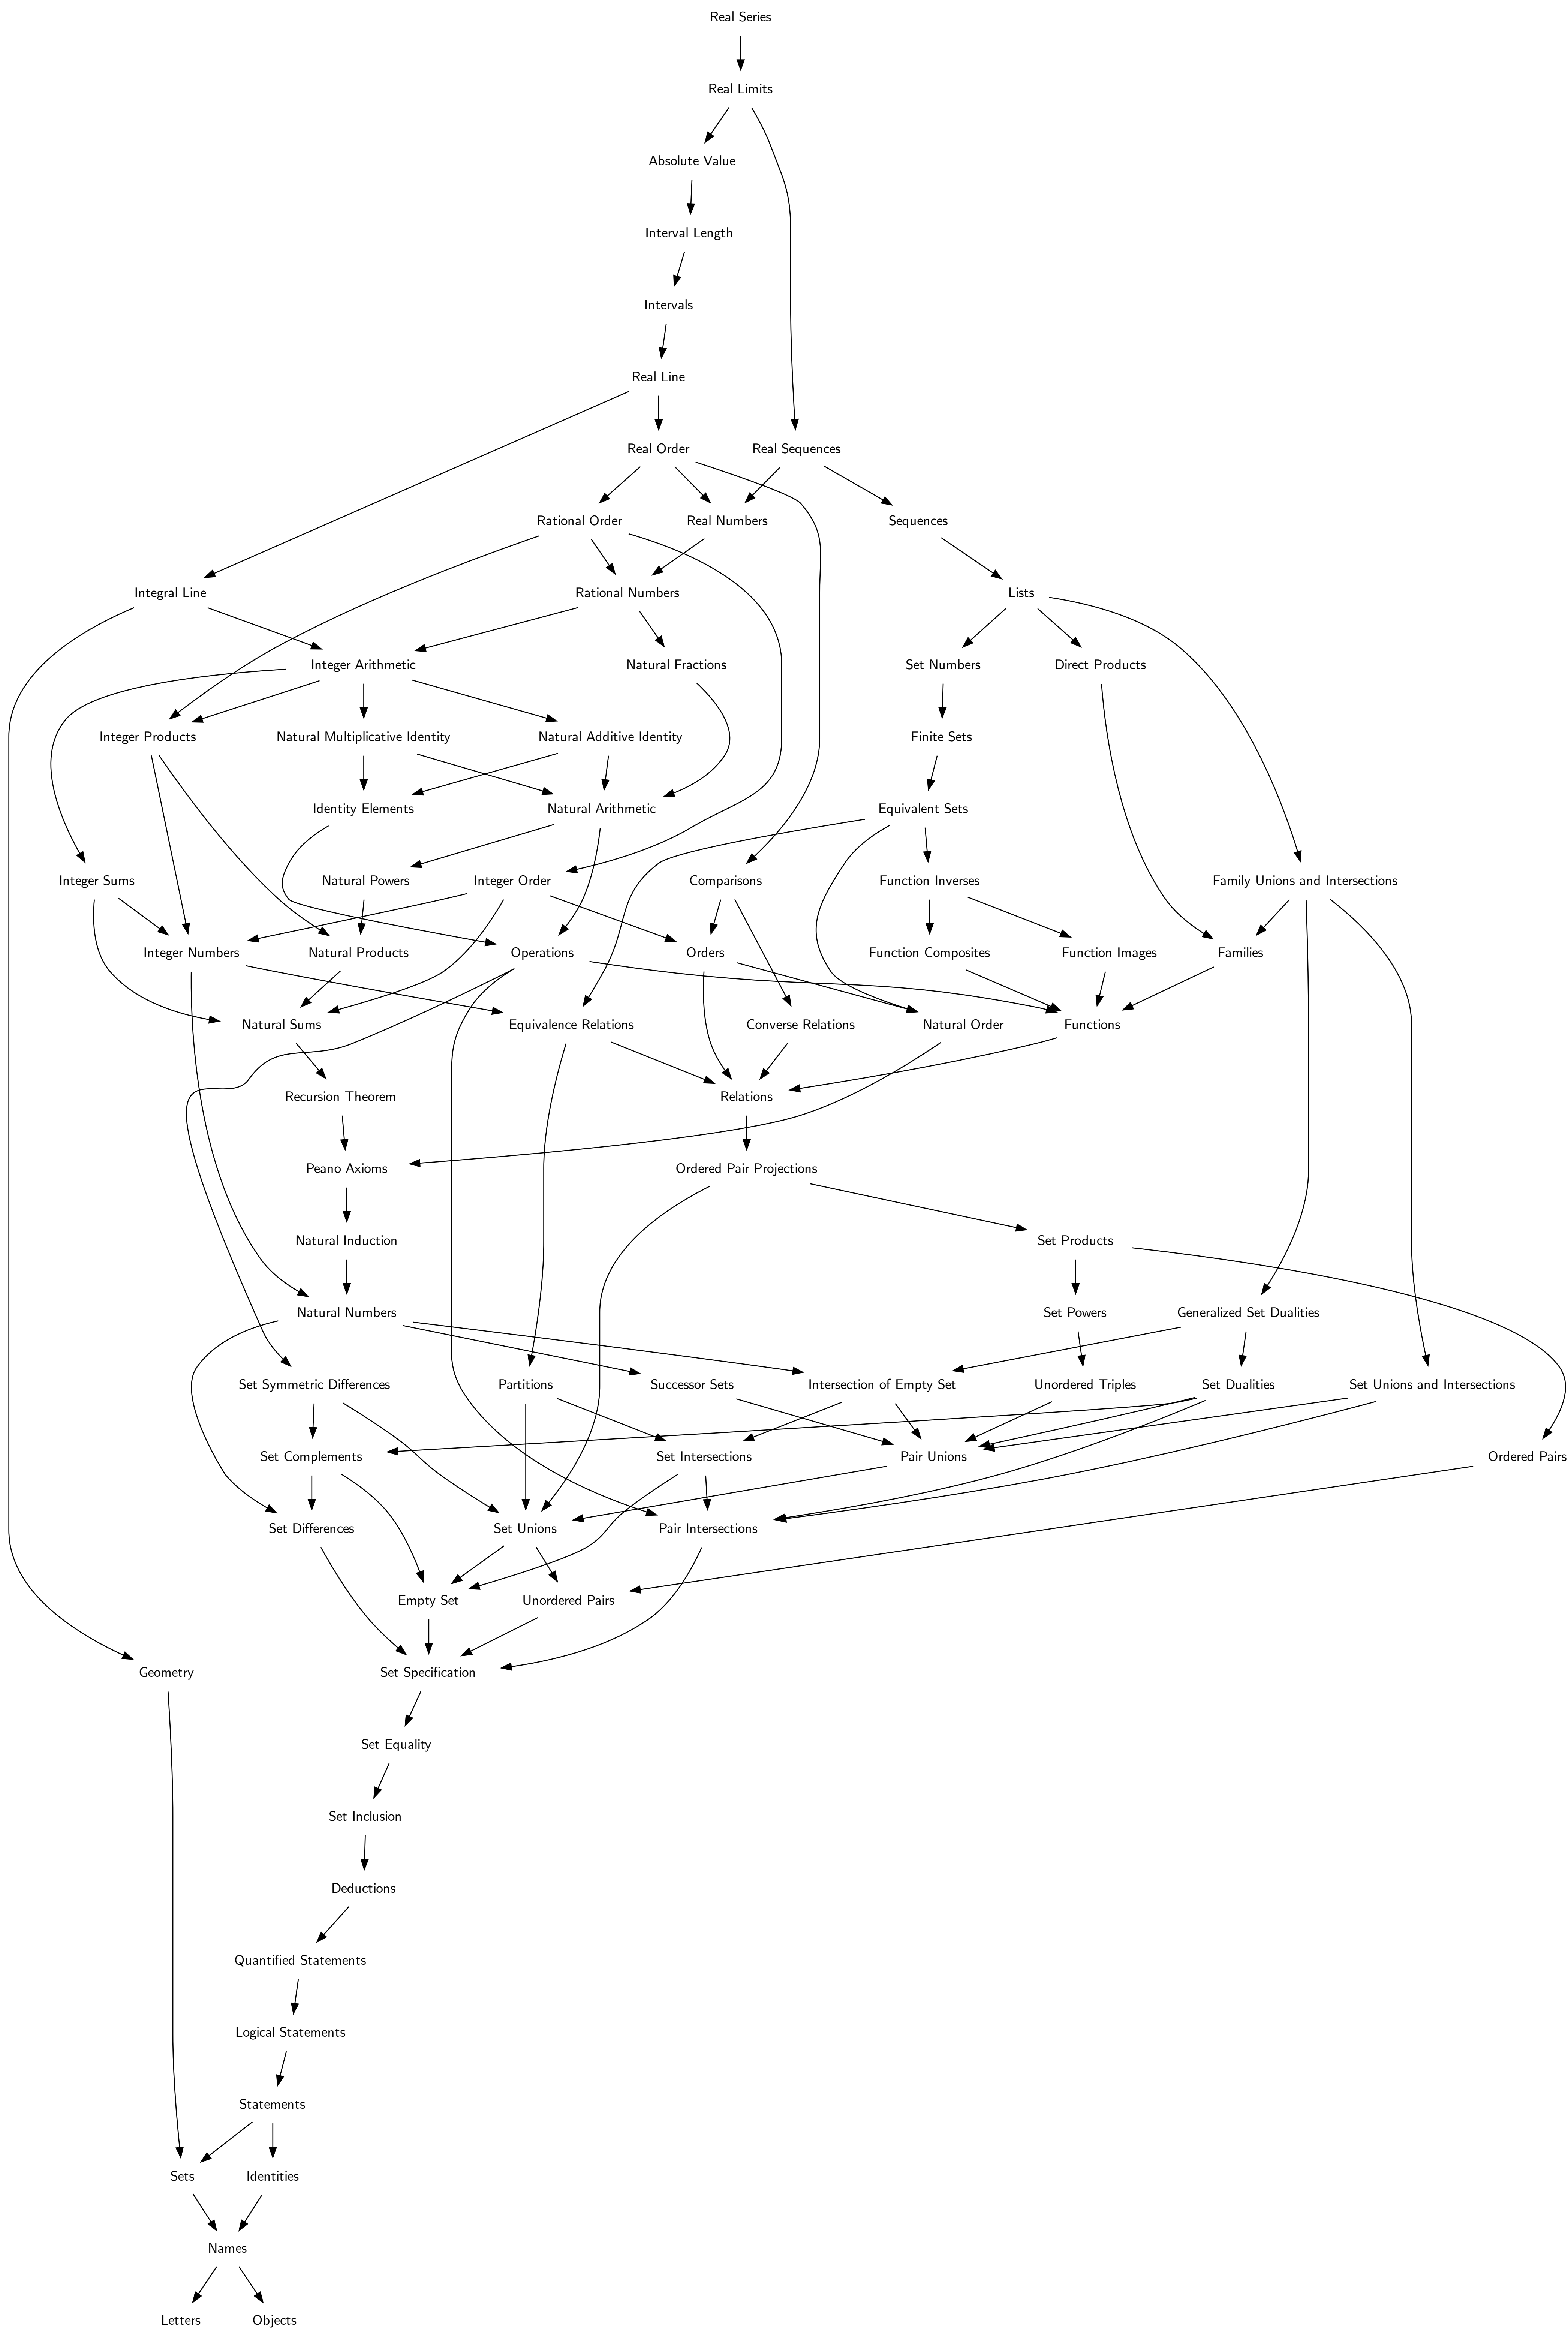 Real Series
Real Limits
Absolute Value
Interval Length
Intervals
Real Line
Real Order
Real Sequences
Rational Order
Real Numbers
Sequences
Integral Line
Rational Numbers
Lists
Integer Arithmetic
Natural Fractions
Set Numbers
Direct Products
Integer Products
Natural Multiplicative Identity
Natural Additive Identity
Finite Sets
Identity Elements
Natural Arithmetic
Equivalent Sets
Integer Sums
Natural Powers
Integer Order
Comparisons
Function Inverses
Family Unions and Intersections
Integer Numbers
Natural Products
Operations
Orders
Function Composites
Function Images
Families
Natural Sums
Equivalence Relations
Converse Relations
Natural Order
Functions
Recursion Theorem
Relations
Peano Axioms
Ordered Pair Projections
Natural Induction
Set Products
Natural Numbers
Set Powers
Generalized Set Dualities
Set Symmetric Differences
Partitions
Successor Sets
Intersection of Empty Set
Unordered Triples
Set Dualities
Set Unions and Intersections
Set Complements
Set Intersections
Pair Unions
Ordered Pairs
Set Differences
Set Unions
Pair Intersections
Empty Set
Unordered Pairs
Geometry
Set Specification
Set Equality
Set Inclusion
Deductions
Quantified Statements
Logical Statements
Statements
Sets
Identities
Names
Letters
Objects